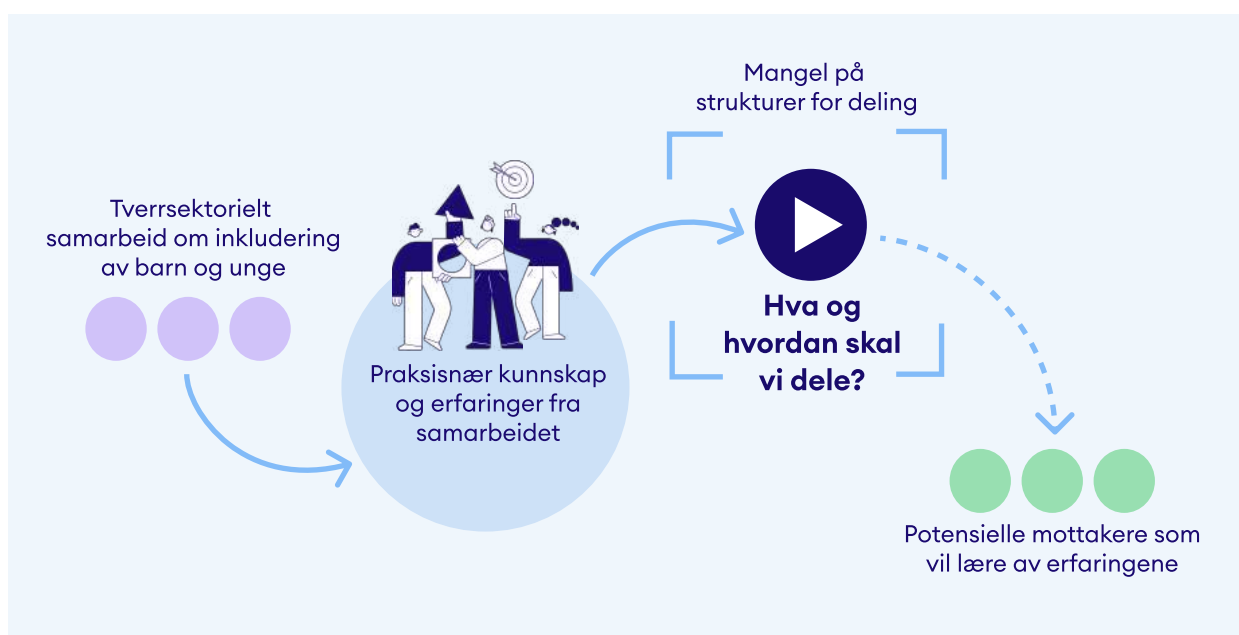 Tverrsektorielt
samarbeid om inkludering
av barn og unge
Praksisnær kunnskap
og erfaringer fra
samarbeidet
Mangel på
strukturer for deling
Hva og
hvordan skal
vi dele?
Potensielle mottakere som
vil lære av erfaringene